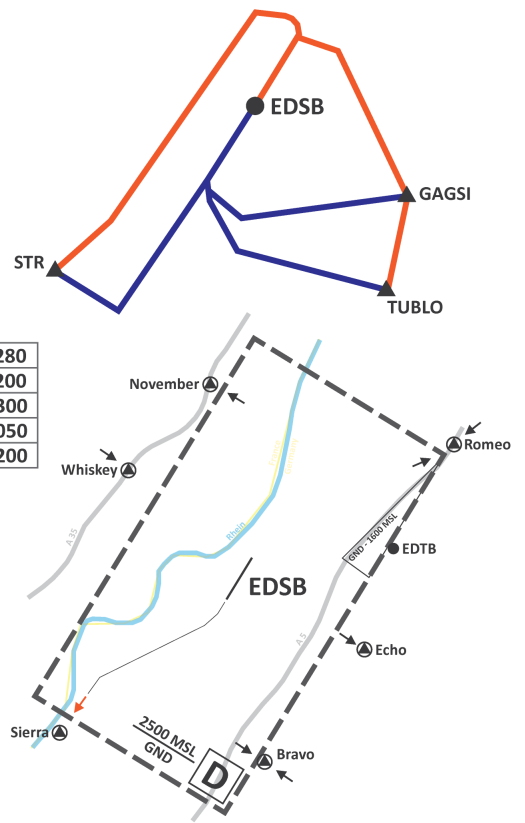 EDSB
GAGSI
STR
TUBLO
280
200
300
050
200
November
Romeo
Whiskey
A 35
Rhein
GND - 1600 MSL
EDTB
EDSB
A 5
Echo
Sierra
2500 MSL
GND
D
Bravo